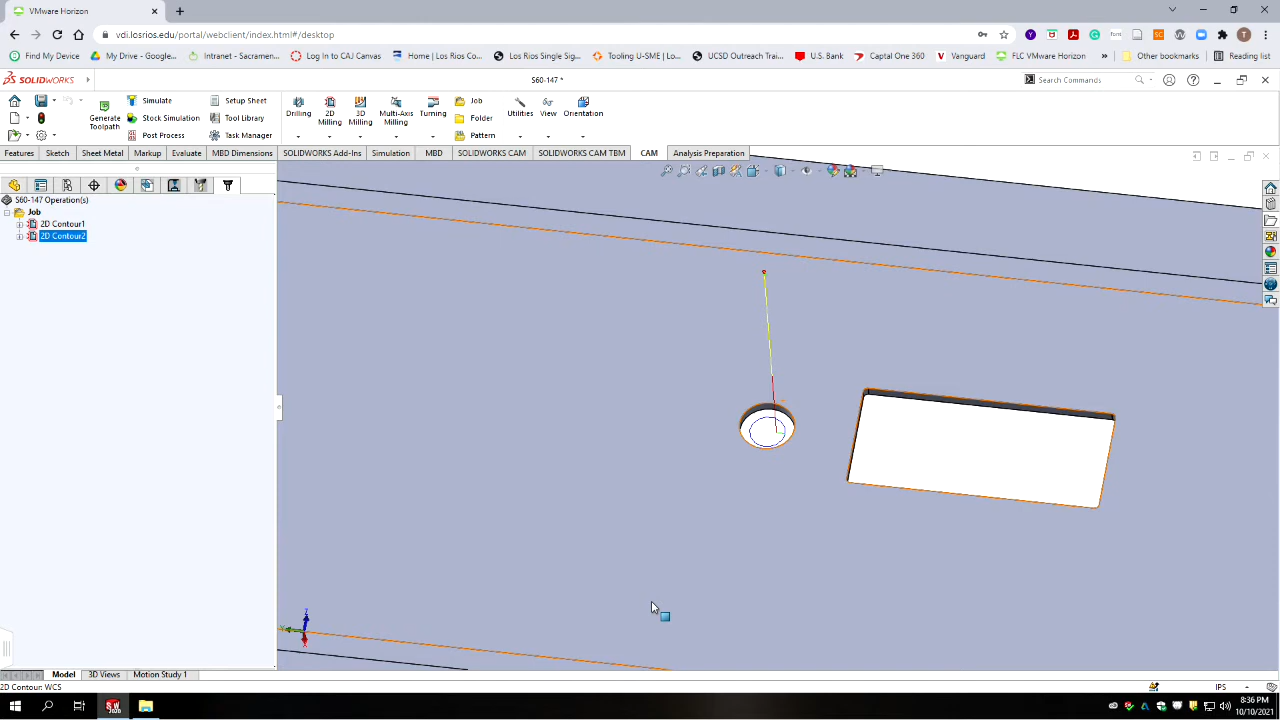 VMware Horizon
vdi.losrios.edu/portal/webclient/index.html#/desktop
Find My Device
My Drive - Google D...
Intranet - Sacramen...
Log In to CAJ Canvas
Home | Los Rios Co...
Los Rios Single Sig...
Tooling U-SME | Lo...
UCSD Outreach Trai...
U.S. Bank
Captal One 360
Vanguard
FLC VMware Horizon
Other bookmarks
Reading list
SOLIDWORKS
S60-147 *
Search Commands
Generate Toolpath
Simulate
Stock Simulation
Post Process
Setup Sheet
Tool Library
Task Manager
Drilling
2D Milling
3D Milling
Multi-Axis Milling
Turning
Job
Folder
Pattern
Utilities
View
Orientation
Features
Sketch
Sheet Metal
Markup
Evaluate
MBD Dimensions
SOLIDWORKS Add-Ins
Simulation
MBD
SOLIDWORKS CAM
SOLIDWORKS CAM TBM
CAM
Analysis Preparation
S60-147 Operation(s)
Job
2D Contour1
2D Contour2
Z
Model
3D Views
Motion Study 1
2D Contour: WCS
IPS
8:36 PM
10/10/2021